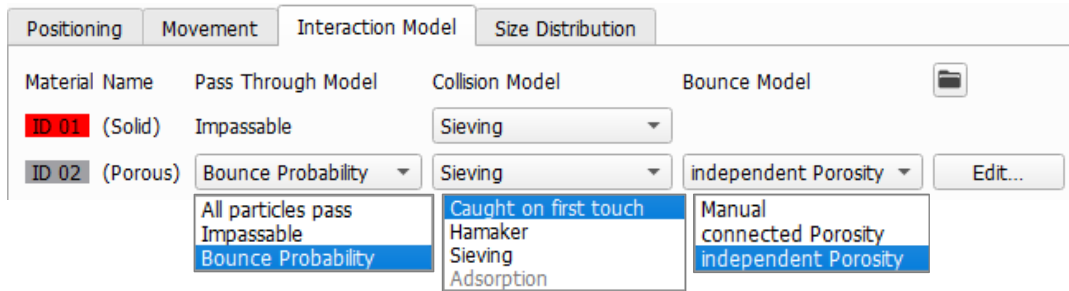 Positioning Movement Interaction Model Size Distribution
Material Name Pass Through Model Collision Model Bounce Model
ID 01 (Solid) Impassable Sieving
ID 02 (Porous) Bounce Probability Sieving independent Porosity Edit...
All particles pass Caught on first touch Manual
Impassable Hamaker connected Porosity
Bounce Probability Sieving independent Porosity
Adsorption